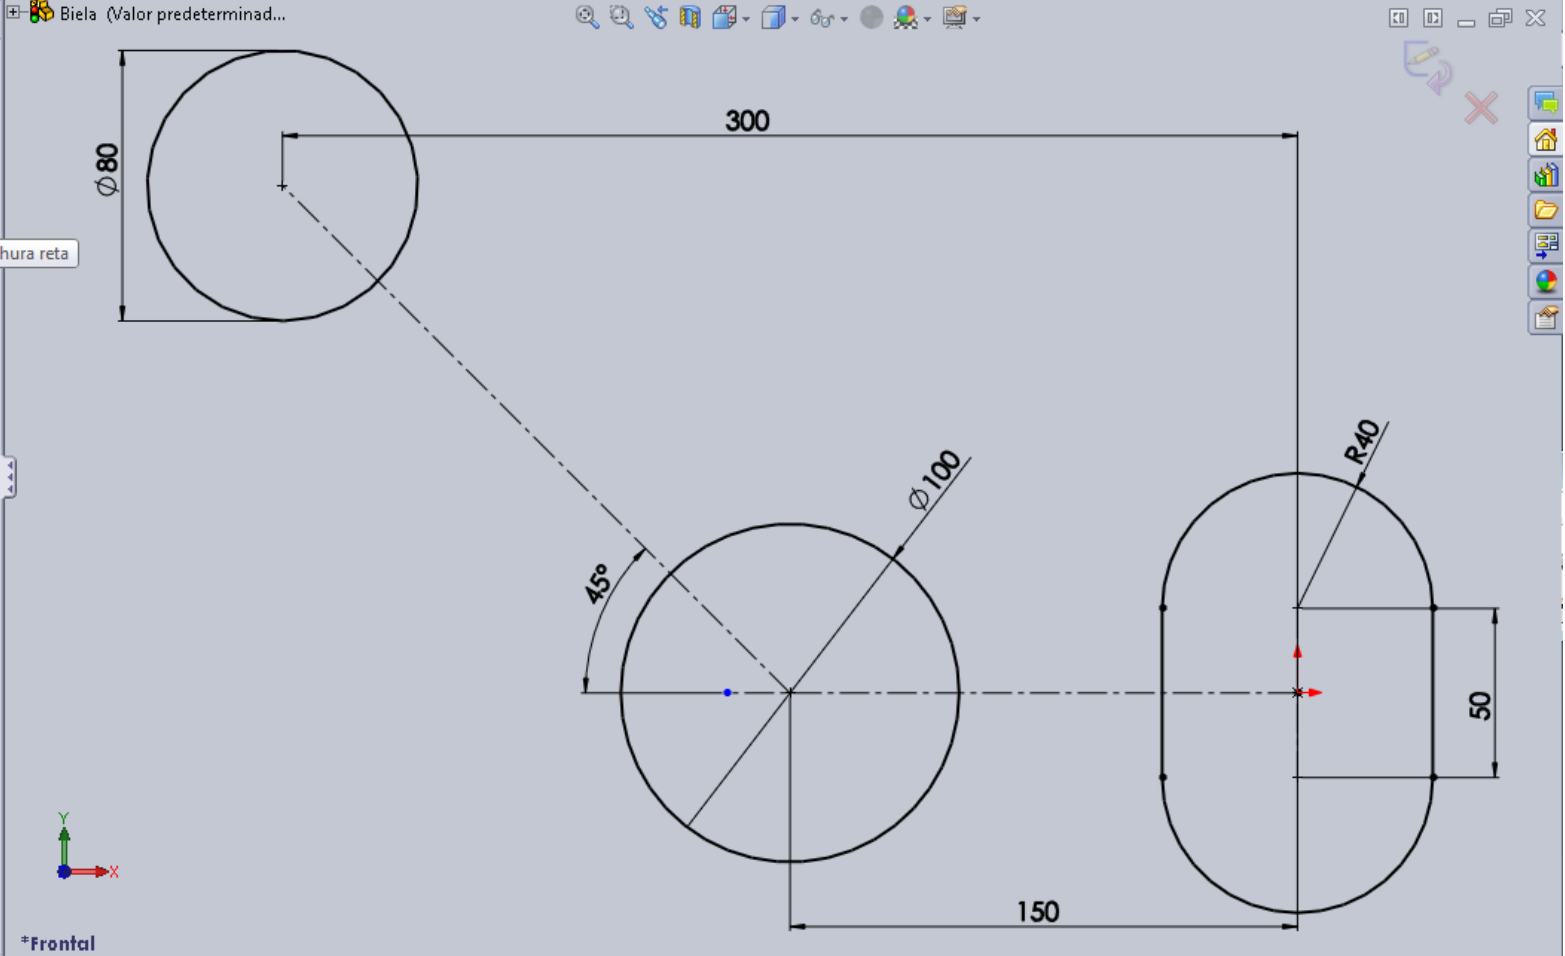 Biela (Valor predeterminad...
300
Ø80
hura reta
R40
Ø100
45°
50
Y
X
150
*Frontal